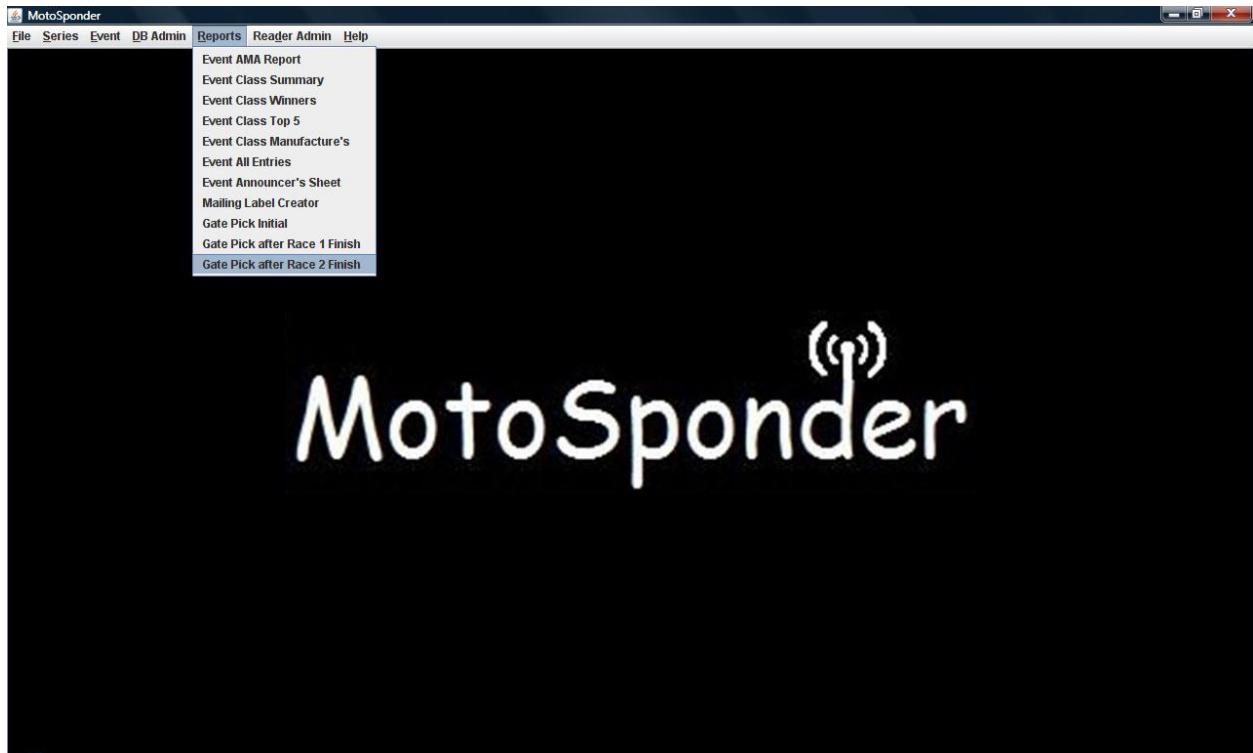 MotoSponder
File Series Event DB Admin Reports Reader Admin Help
Event AMA Report
Event Class Summary
Event Class Winners
Event Class Top 5
Event Class Manufacture's
Event All Entries
Event Announcer's Sheet
Mailing Label Creator
Gate Pick Initial
Gate Pick after Race 1 Finish
Gate Pick after Race 2 Finish
MotoSponder